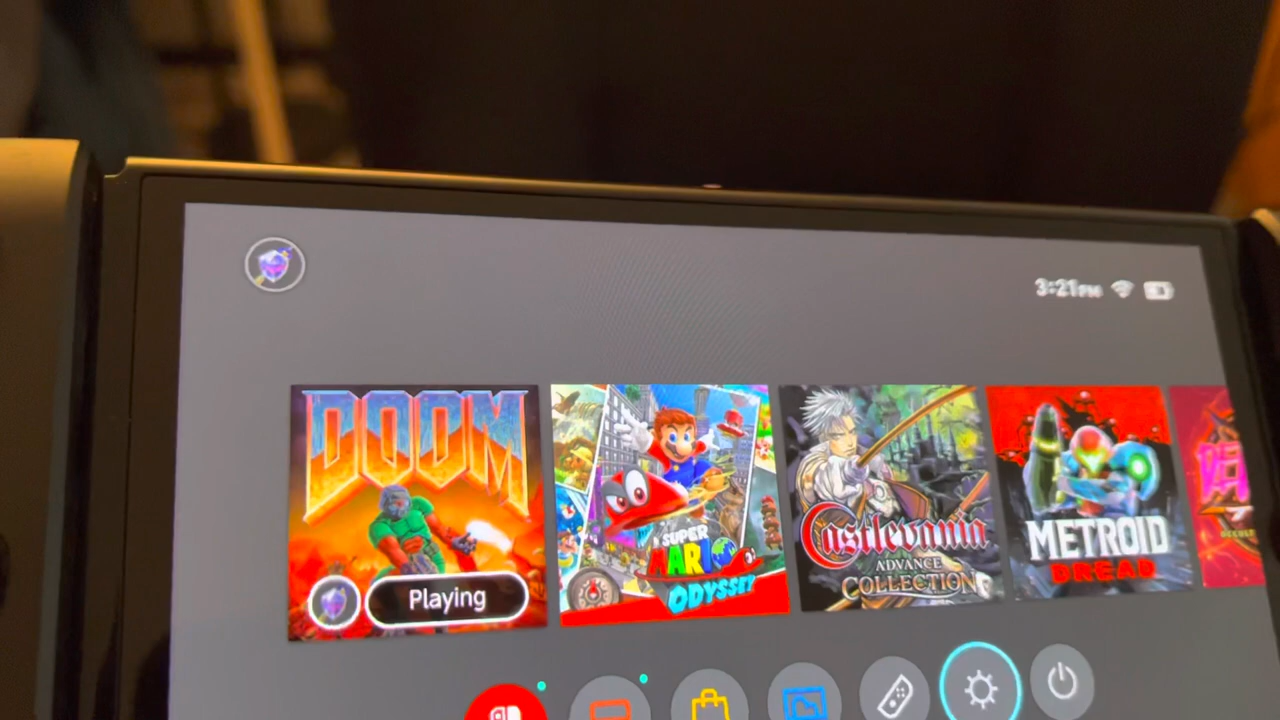 3:21PM
DOOM
Playing
SUPER
MARIO
ODYSSEY
Castlevania
ADVANCE
COLLECTION
METROID
DREAD